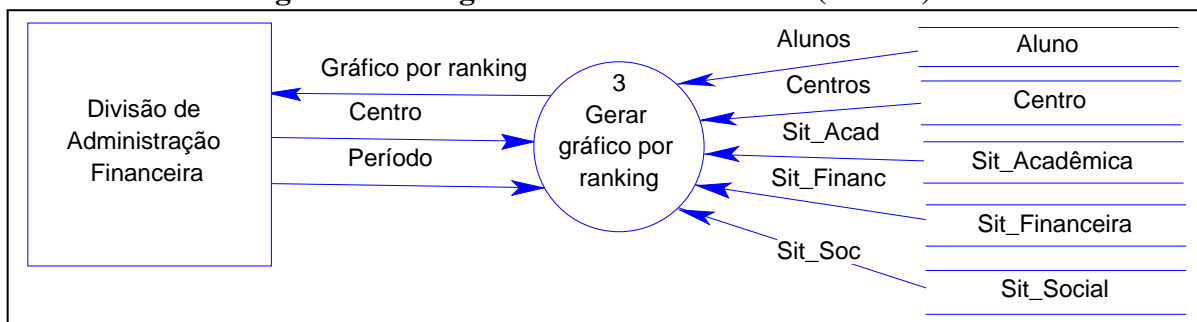 Divisão de
Administração
Financeira
Gráfico por ranking
Centro
Período
3
Gerar
gráfico por
ranking
Alunos
Centros
Sit_Acad
Sit_Financ
Sit_Soc
Aluno
Centro
Sit_Acadêmica
Sit_Financeira
Sit_Social